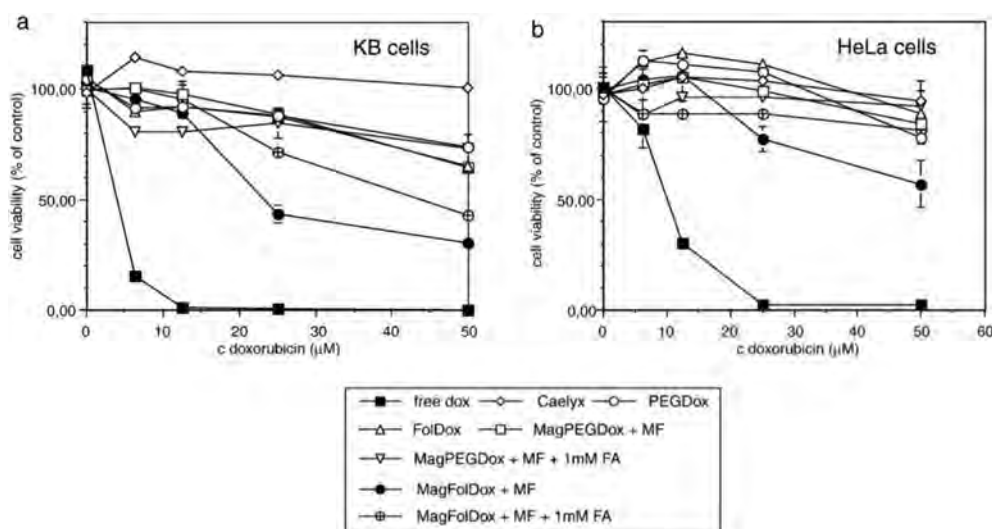 a
KB cells
cell viability (% of control)
100,00
50,00
0,00
0 10 20 30 40 50
c doxorubicin (µM)
b
HeLa cells
cell viability (% of control)
100,00
50,00
0,00
0 10 20 30 40 50 60
c doxorubicin (µM)
free dox Caelyx PEGDox
FolDox MagPEGDox + MF
MagPEGDox + MF + 1mM FA
MagFolDox + MF
MagFolDox + MF + 1mM FA